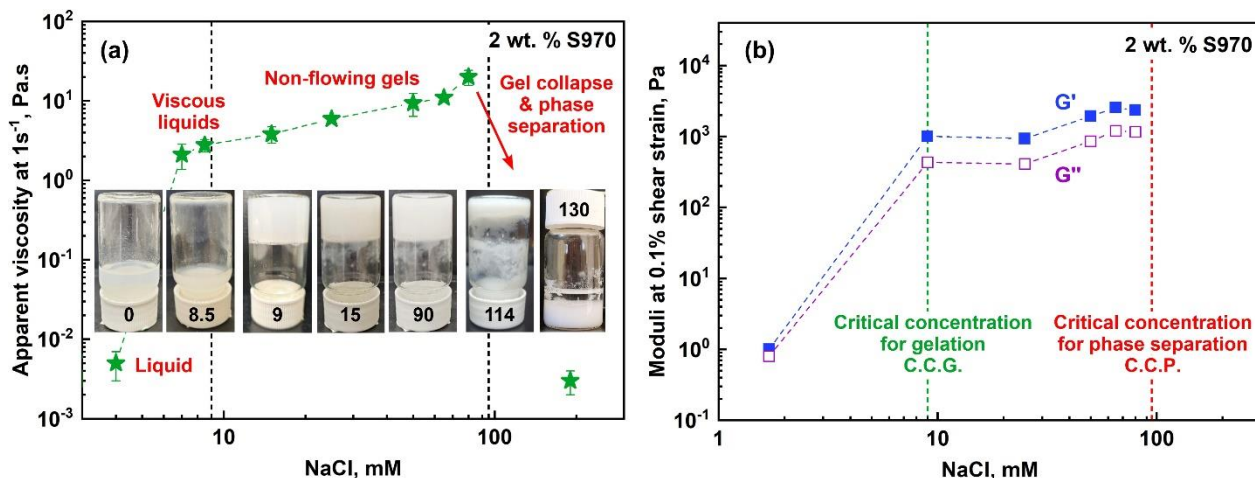 (a)
2 wt. % S970
Apparent viscosity at 1s⁻¹, Pa.s
10²
10¹
10⁰
10⁻¹
10⁻²
10⁻³
Viscous
liquids
Non-flowing gels
Gel collapse
& phase
separation
0
8.5
9
15
90
114
130
Liquid
10
100
NaCl, mM
(b)
2 wt. % S970
Moduli at 0.1% shear strain, Pa
10⁴
10³
10²
10¹
10⁰
10⁻¹
G'
G"
Critical concentration
for gelation
C.C.G.
Critical concentration
for phase separation
C.C.P.
1
10
100
NaCl, mM